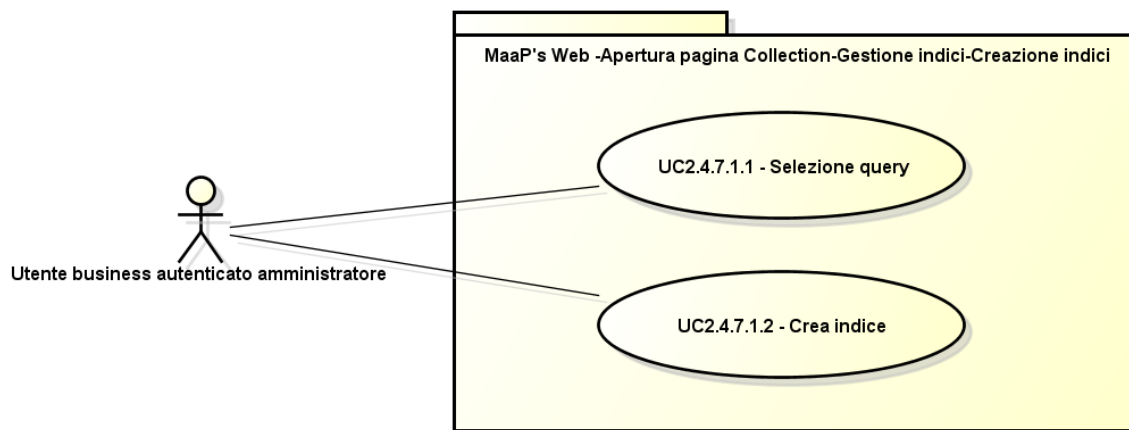 MaaP's Web -Apertura pagina Collection-Gestione indici-Creazione indici
UC2.4.7.1.1 - Selezione query
Utente business autenticato amministratore
UC2.4.7.1.2 - Crea indice